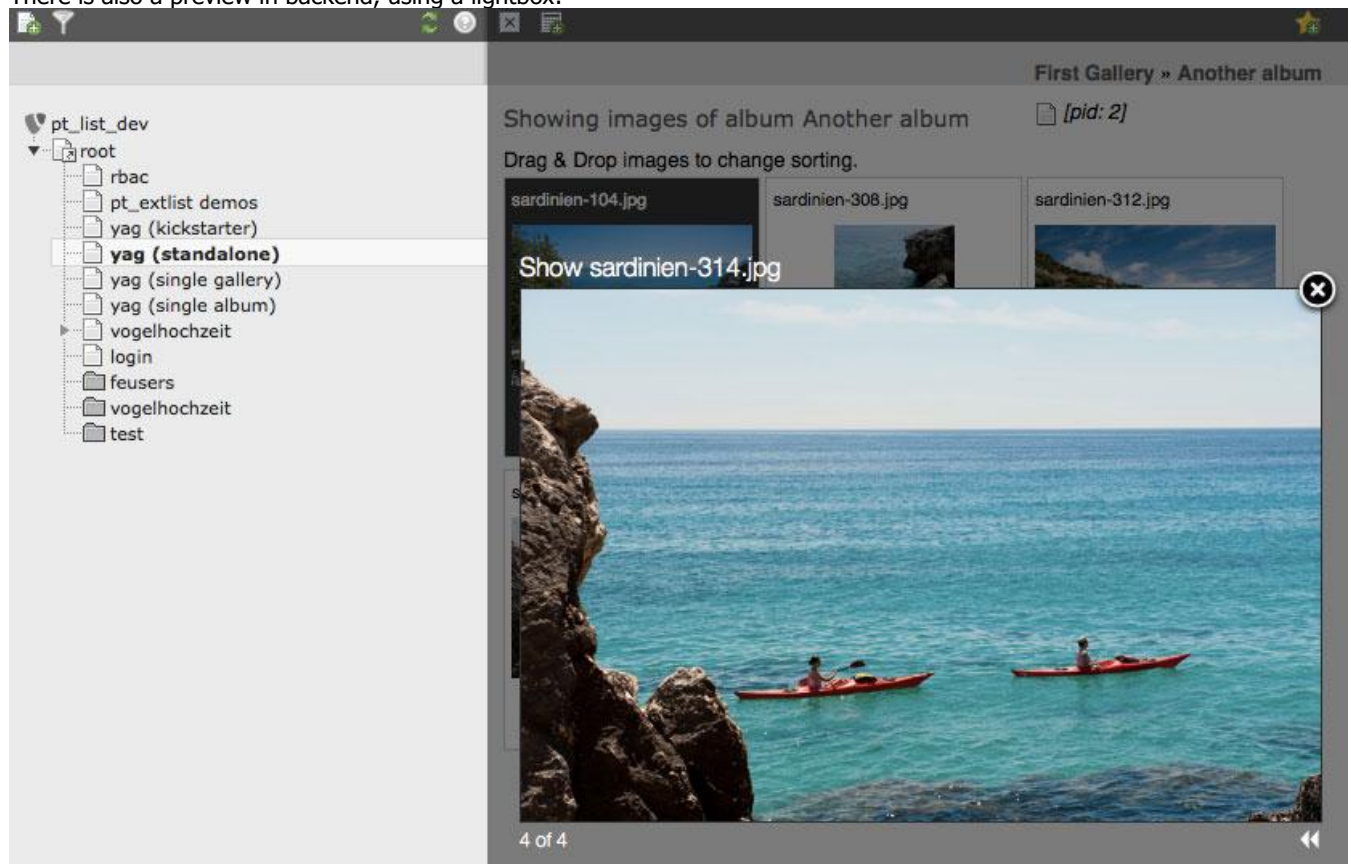 There is also a preview in backend, using a lightbox:
First Gallery » Another album
[pid: 2]
pt_list_dev
root
rbac
pt_extlist demos
yag (kickstarter)
yag (standalone)
yag (single gallery)
yag (single album)
vogelhochzeit
login
feusers
vogelhochzeit
test
Showing images of album Another album
Drag & Drop images to change sorting.
sardinien-104.jpg
sardinien-308.jpg
sardinien-312.jpg
Show sardinien-314.jpg
4 of 4